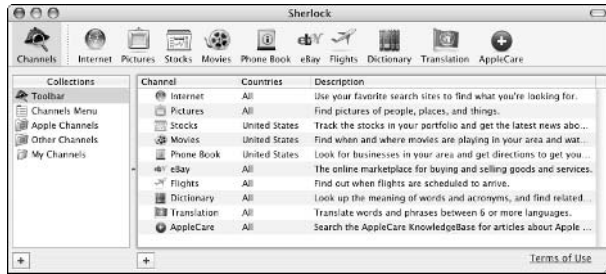 Sherlock
Channels Internet Pictures Stocks Movies Phone Book eBay Flights Dictionary Translation AppleCare
Collections Channel Countries Description
Toolbar Internet All Use your favorite search sites to find what you're looking for.
Channels Menu Pictures All Find pictures of people, places, and things.
Apple Channels Stocks United States Track the stocks in your portfolio and get the latest news abo...
Other Channels Movies United States Find when and where movies are playing in your area and wat...
My Channels Phone Book United States Look for businesses in your area and get directions to get you...
eBay All The online marketplace for buying and selling goods and services.
Flights All Find out when flights are scheduled to arrive.
Dictionary All Look up the meaning of words and acronyms, and find related...
Translation All Translate words and phrases between 6 or more languages.
AppleCare All Search the AppleCare KnowledgeBase for articles about Apple ...
Terms of Use